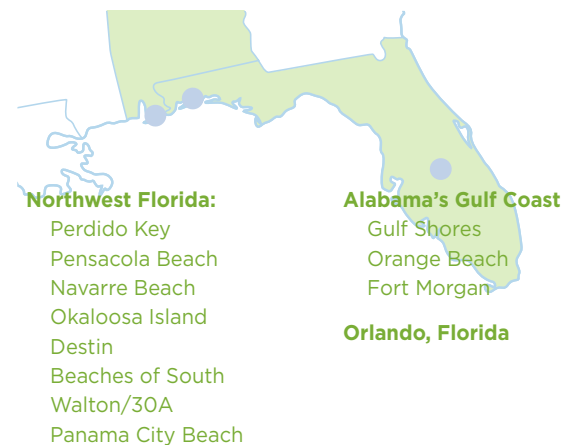 Northwest Florida:
Perdido Key
Pensacola Beach
Navarre Beach
Okaloosa Island
Destin
Beaches of South
Walton/30A
Panama City Beach
Alabama’s Gulf Coast
Gulf Shores
Orange Beach
Fort Morgan
Orlando, Florida